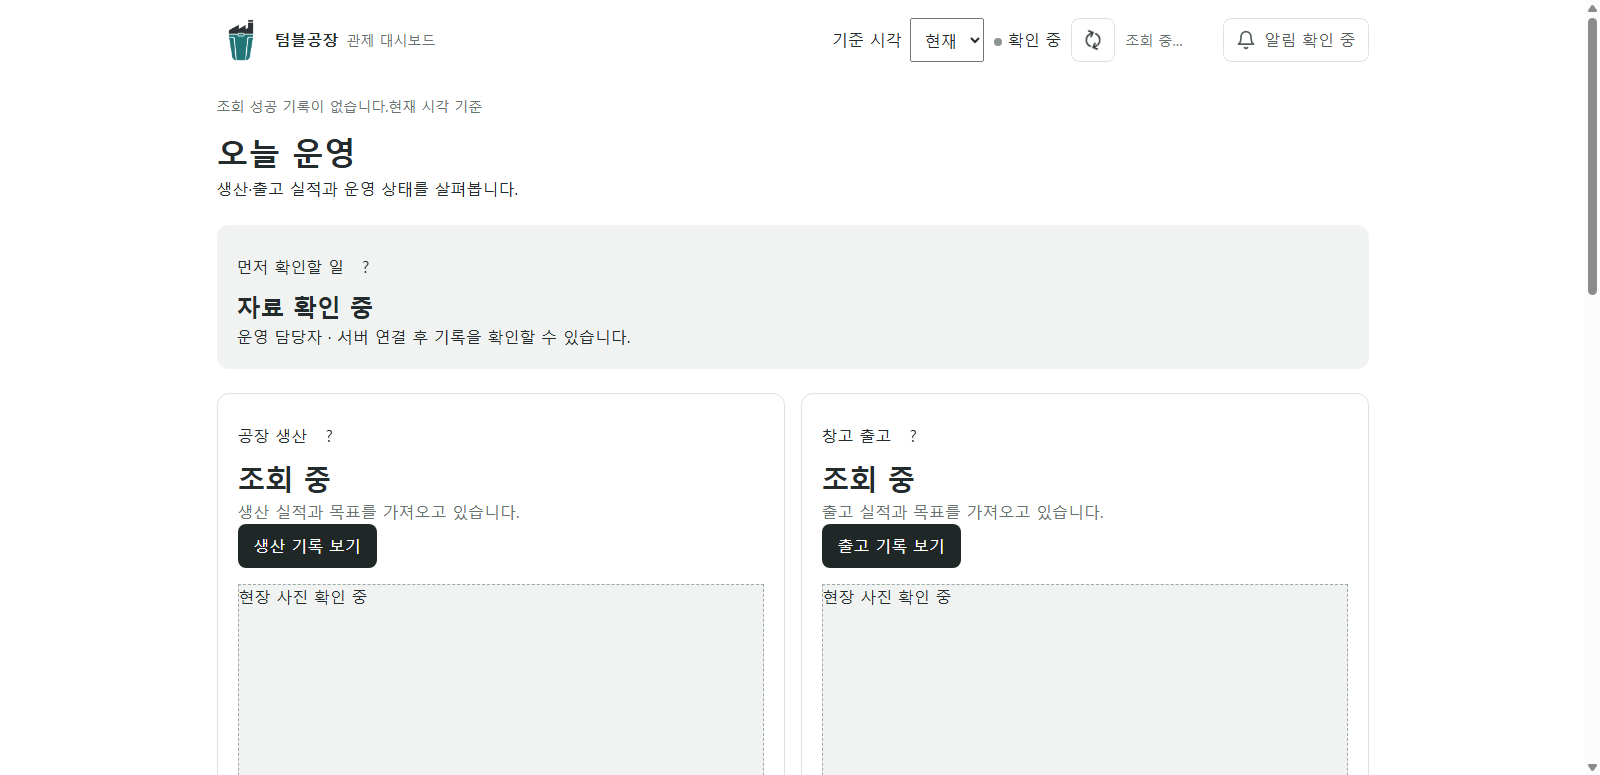 텀블공장 관제 대시보드
기준 시각 현재 확인 중 조회 중... 알림 확인 중
조회 성공 기록이 없습니다.현재 시각 기준
오늘 운영
생산·출고 실적과 운영 상태를 살펴봅니다.
먼저 확인할 일 ?
자료 확인 중
운영 담당자 · 서버 연결 후 기록을 확인할 수 있습니다.
공장 생산 ?
조회 중
생산 실적과 목표를 가져오고 있습니다.
생산 기록 보기
현장 사진 확인 중
창고 출고 ?
조회 중
출고 실적과 목표를 가져오고 있습니다.
출고 기록 보기
현장 사진 확인 중